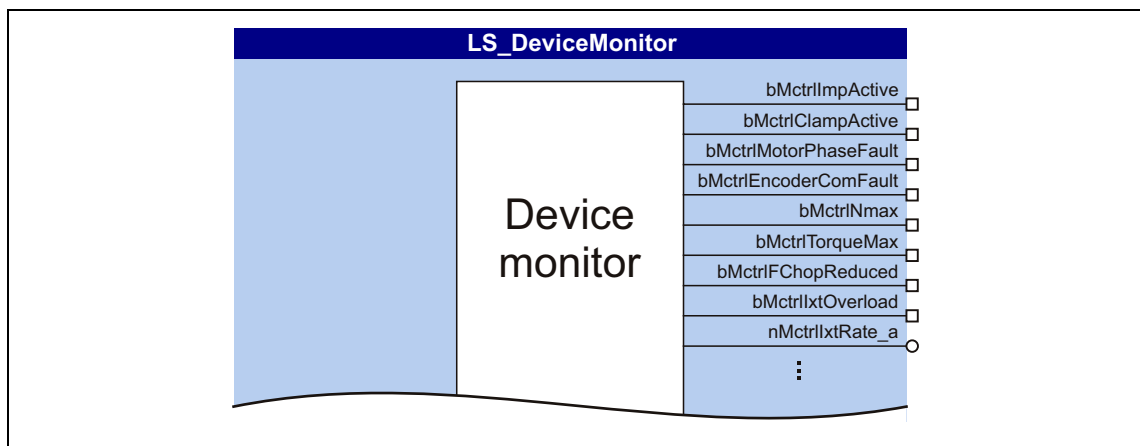 LS_DeviceMonitor
Device
monitor
bMctrlImpActive
bMctrlClampActive
bMctrlMotorPhaseFault
bMctrlEncoderComFault
bMctrlNmax
bMctrlTorqueMax
bMctrlFChopReduced
bMctrlIxtOverload
nMctrlIxtRate_a